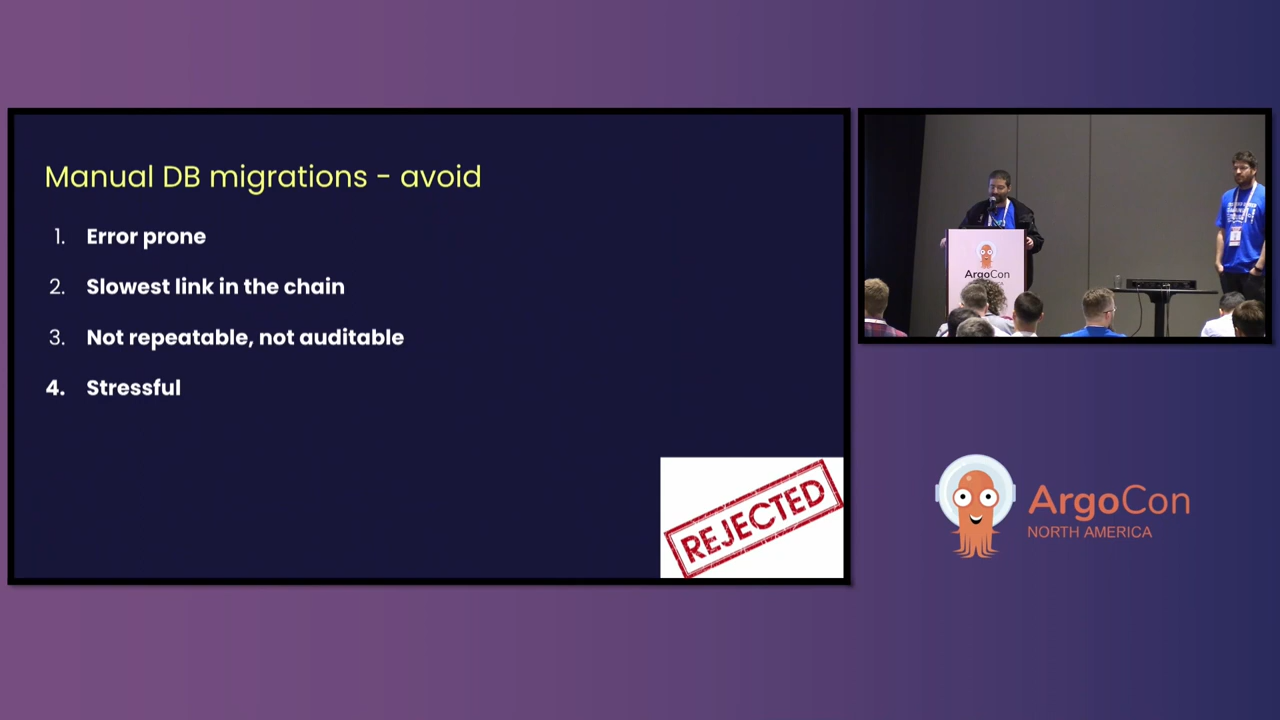 Manual DB migrations - avoid
1. Error prone
2. Slowest link in the chain
3. Not repeatable, not auditable
4. Stressful
REJECTED
ArgoCon
ArgoCon
NORTH AMERICA